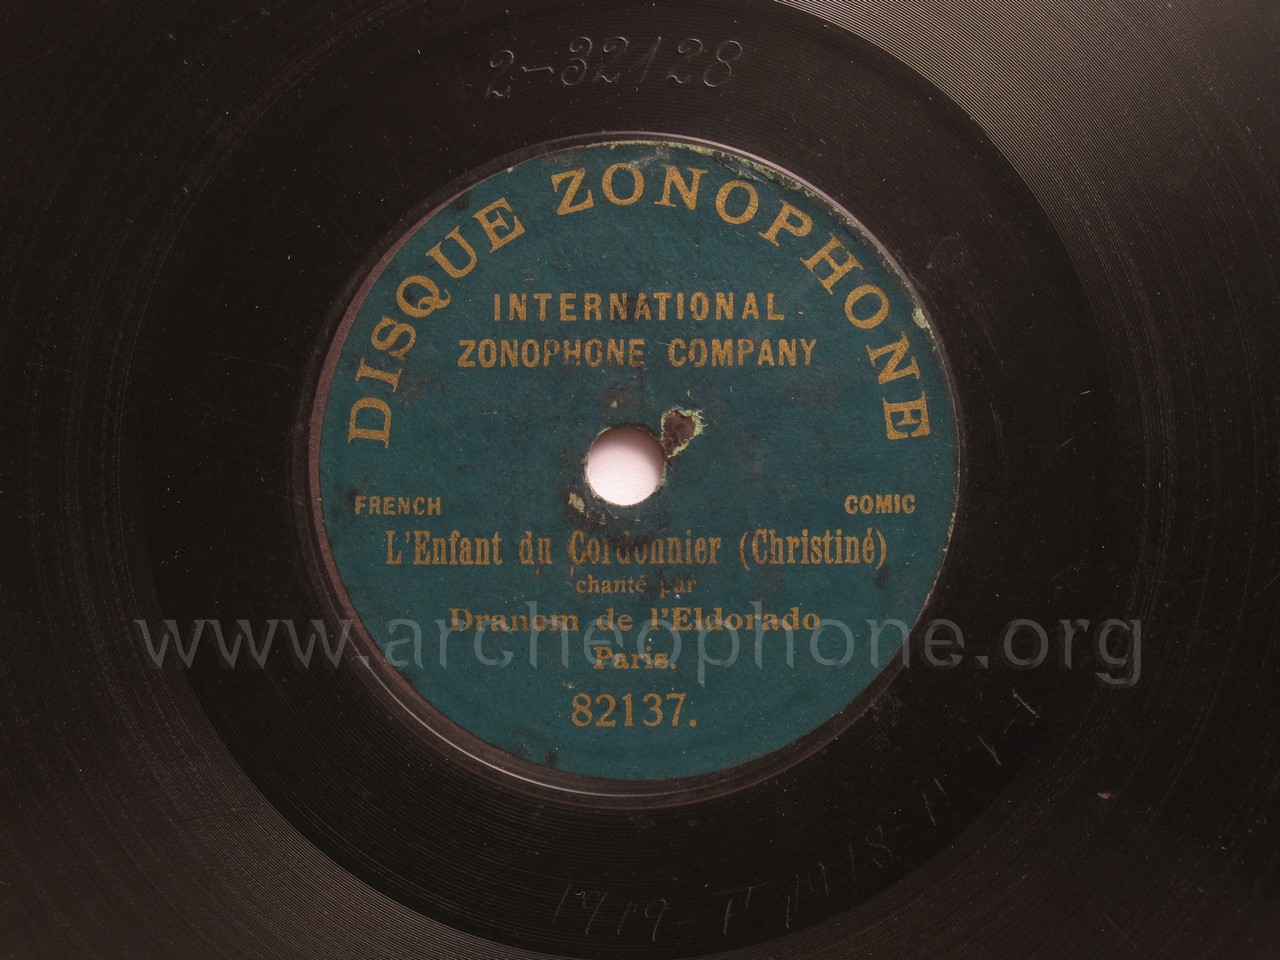 2-32128
DISQUE ZONOPHONE
INTERNATIONAL
ZONOPHONE COMPANY
FRENCH COMIC
L'Enfant du Cordonnier (Christiné)
chanté par
Dranem de l'Eldorado
www.archeophone.org
Paris.
82137.